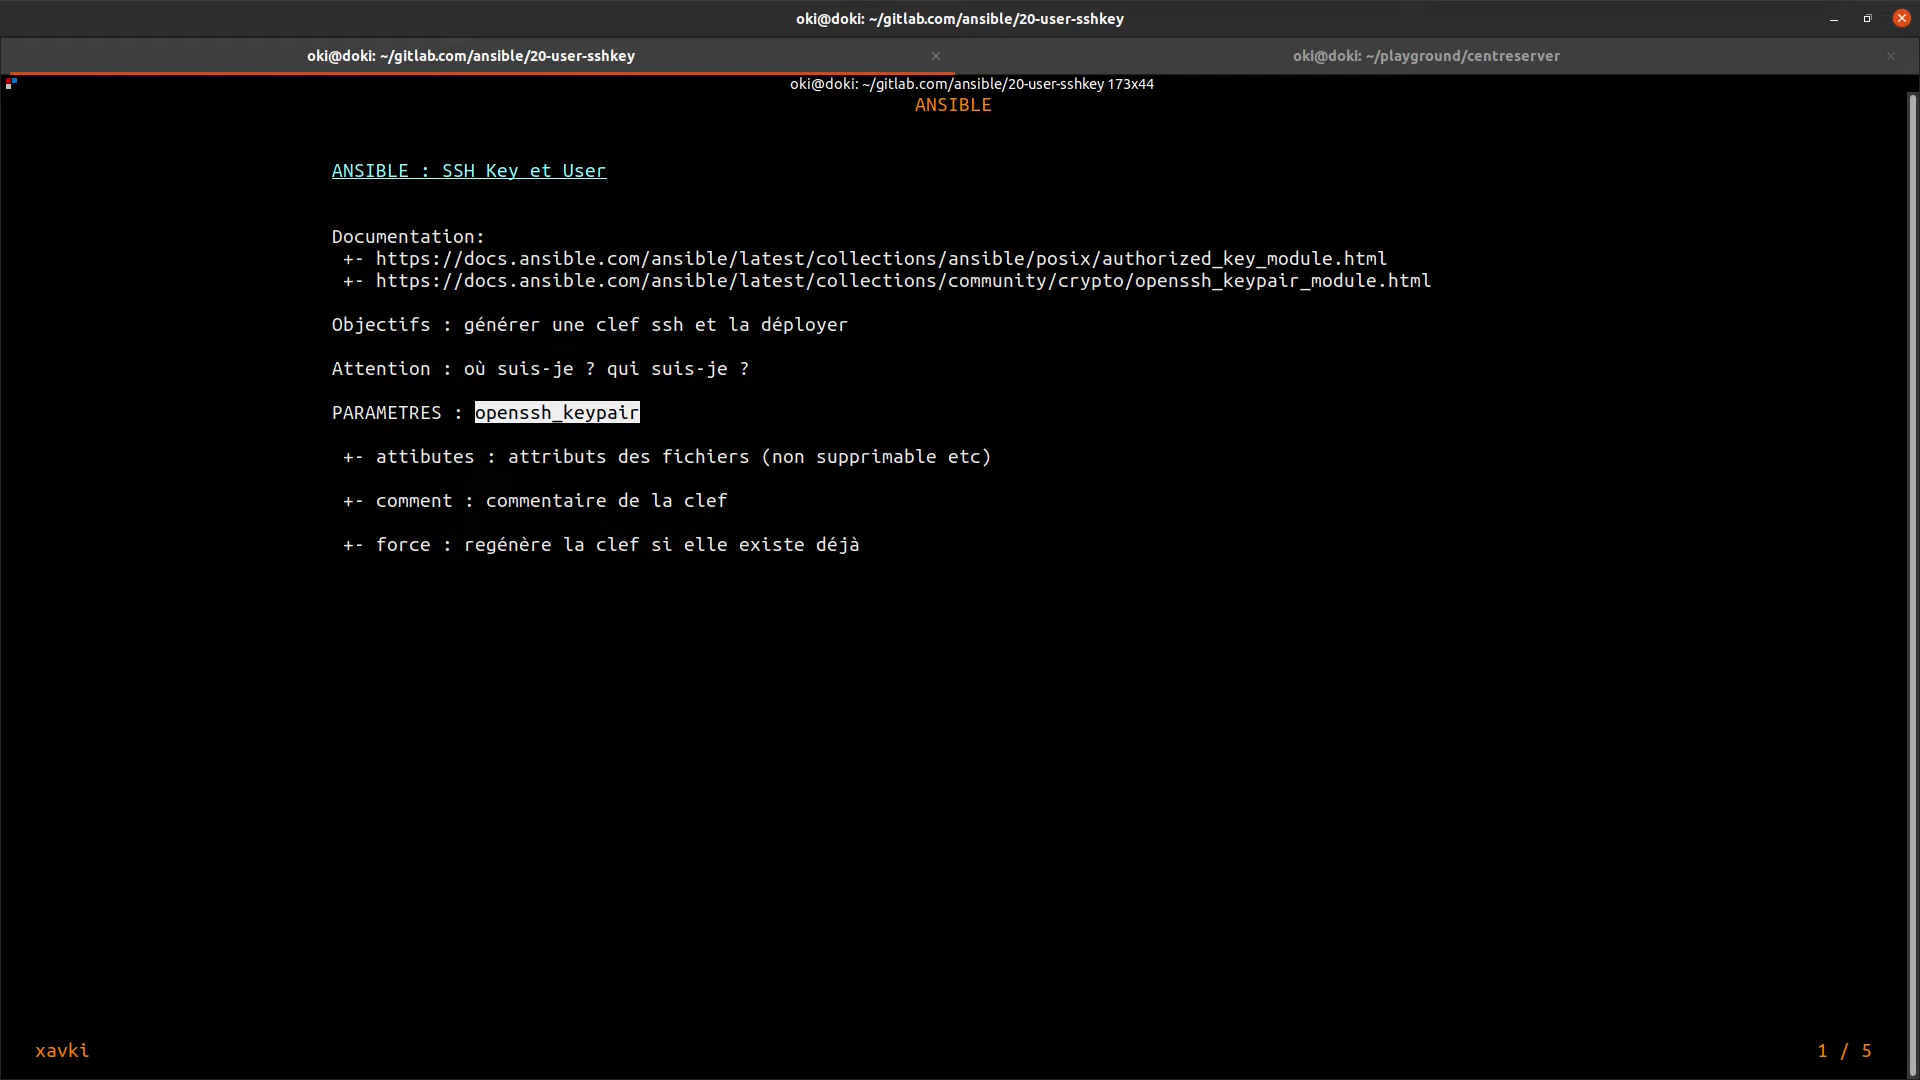 oki@doki: ~/gitlab.com/ansible/20-user-sshkey
oki@doki: ~/gitlab.com/ansible/20-user-sshkey
oki@doki: ~/playground/centreserver
oki@doki: ~/gitlab.com/ansible/20-user-sshkey 173x44
ANSIBLE
ANSIBLE : SSH Key et User
Documentation:
+- https://docs.ansible.com/ansible/latest/collections/ansible/posix/authorized_key_module.html
+- https://docs.ansible.com/ansible/latest/collections/community/crypto/openssh_keypair_module.html
Objectifs : générer une clef ssh et la déployer
Attention : où suis-je ? qui suis-je ?
PARAMETRES : openssh_keypair
+- attibutes : attributs des fichiers (non supprimable etc)
+- comment : commentaire de la clef
+- force : regénère la clef si elle existe déjà
xavki
1 / 5